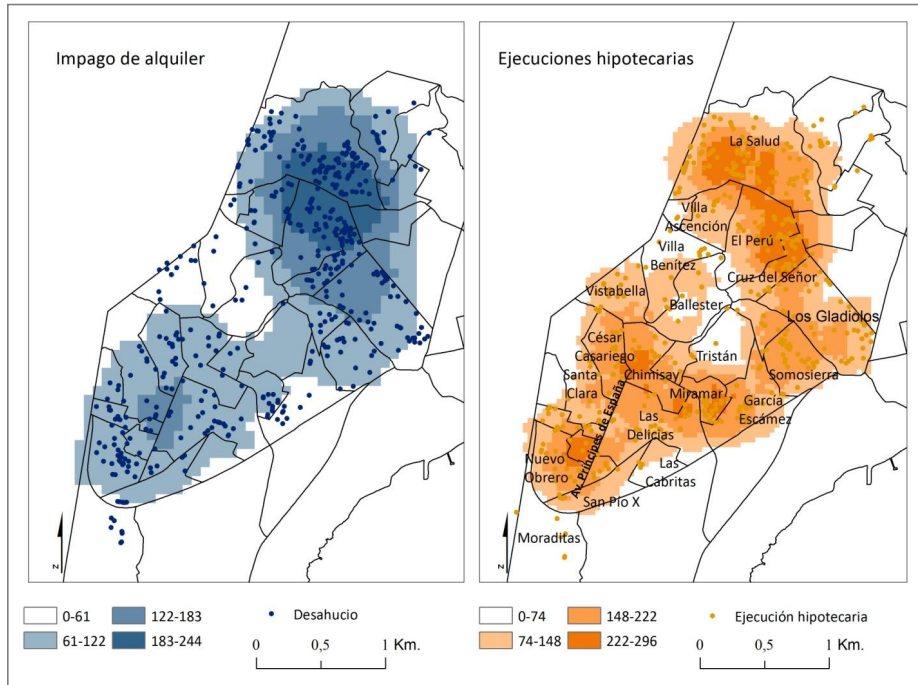 Impago de alquiler
z
0-61
61-122
122-183
183-244
Desahucio
0
0,5
1 Km.
Ejecuciones hipotecarias
La Salud
Villa
Ascención
El Perú
Villa
Benítez
Cruz del Señor
Vistabella
Ballester
Los Gladiolos
César
Casariego
Tristán
Santa
Clara
Chimisay
Somosierra
Miramar
García
Escámez
Av. Príncipes de España
Las
Delicias
Nuevo
Obrero
Las
Cabritas
San Pío X
Moraditas
z
0-74
74-148
148-222
222-296
Ejecución hipotecaria
0
0,5
1 Km.